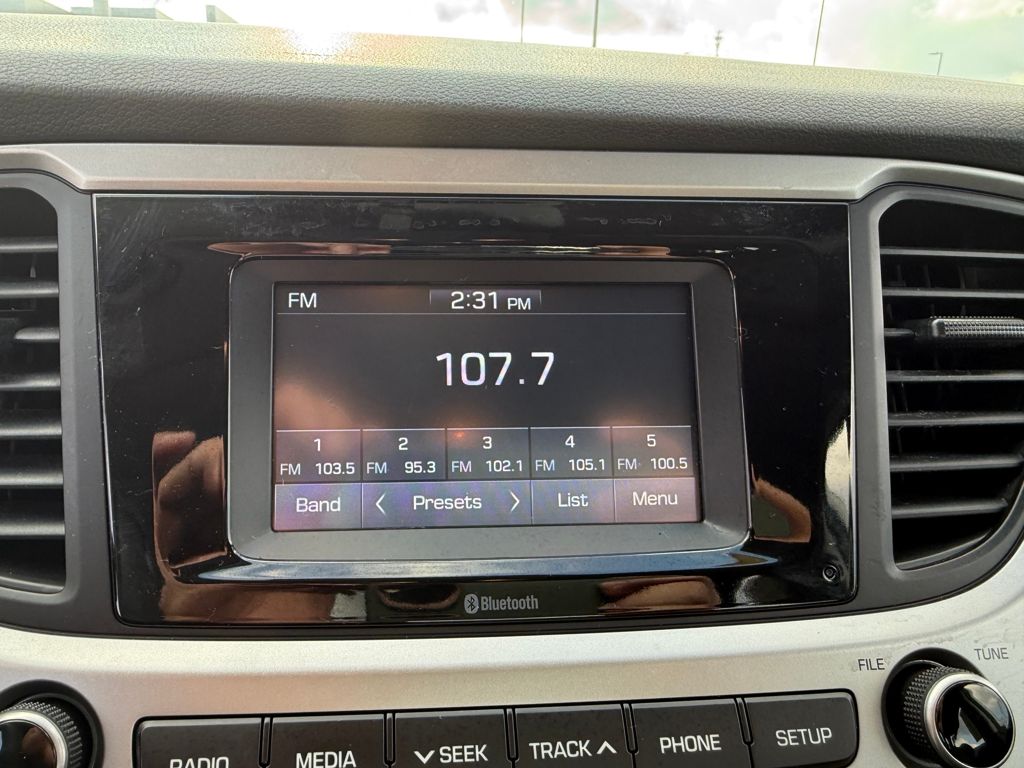 FM 2:31 PM
107.7
1 2 3 4 5
FM 103.5 FM 95.3 FM 102.1 FM 105.1 FM 100.5
Band < Presets > List Menu
Bluetooth
FILE TUNE
RADIO MEDIA SEEK TRACK PHONE SETUP